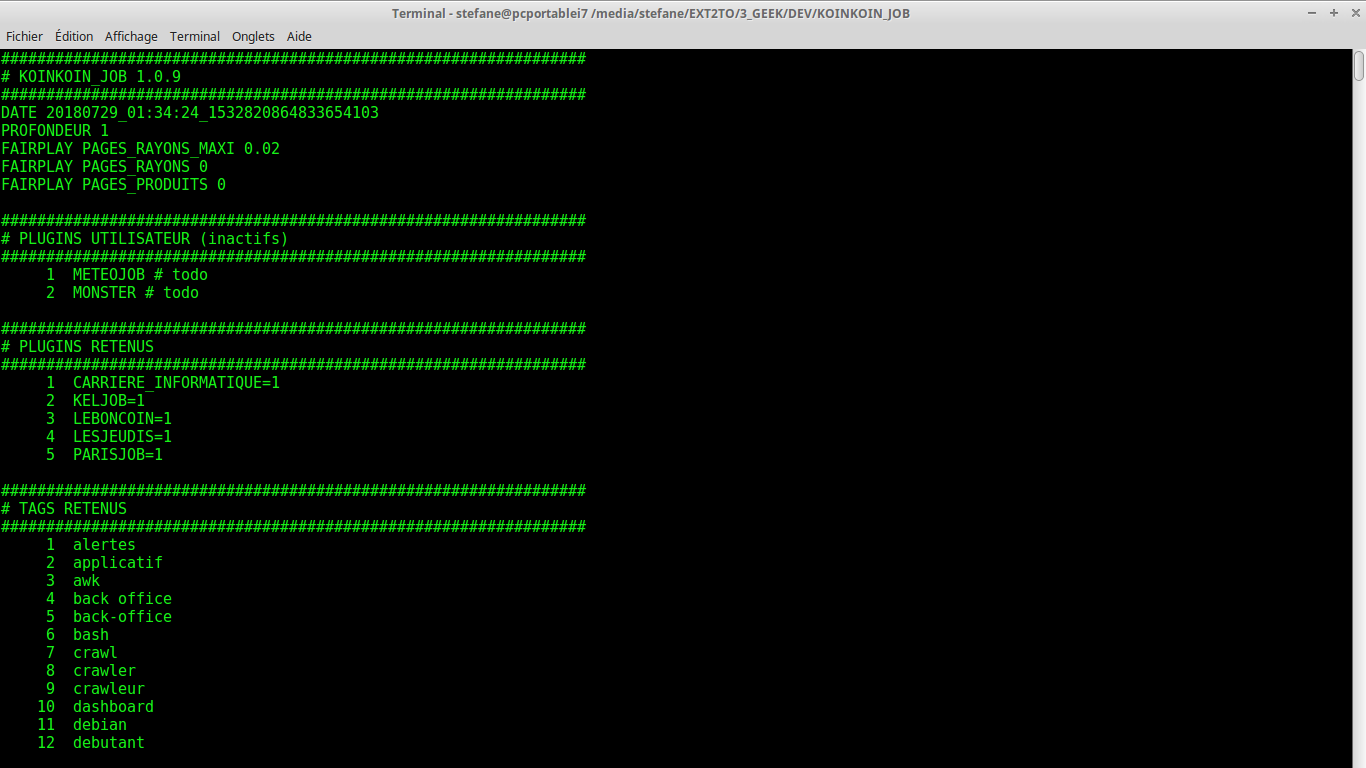 Terminal - stefane@pcportablei7 /media/stefane/EXT2TO/3_GEEK/DEV/KOINKOIN_JOB
Fichier Édition Affichage Terminal Onglets Aide
#################################################################
# KOINKOIN_JOB 1.0.9
#################################################################
DATE 20180729_01:34:24_1532820864833654103
PROFONDEUR 1
FAIRPLAY PAGES_RAYONS_MAXI 0.02
FAIRPLAY PAGES_RAYONS 0
FAIRPLAY PAGES_PRODUITS 0
#################################################################
# PLUGINS UTILISATEUR (inactifs)
#################################################################
1 METEOJOB # todo
2 MONSTER # todo
#################################################################
# PLUGINS RETENUS
#################################################################
1 CARRIERE_INFORMATIQUE=1
2 KELJOB=1
3 LEBONCOIN=1
4 LESJEUDIS=1
5 PARISJOB=1
#################################################################
# TAGS RETENUS
#################################################################
1 alertes
2 applicatif
3 awk
4 back office
5 back-office
6 bash
7 crawl
8 crawler
9 crawleur
10 dashboard
11 debian
12 debutant